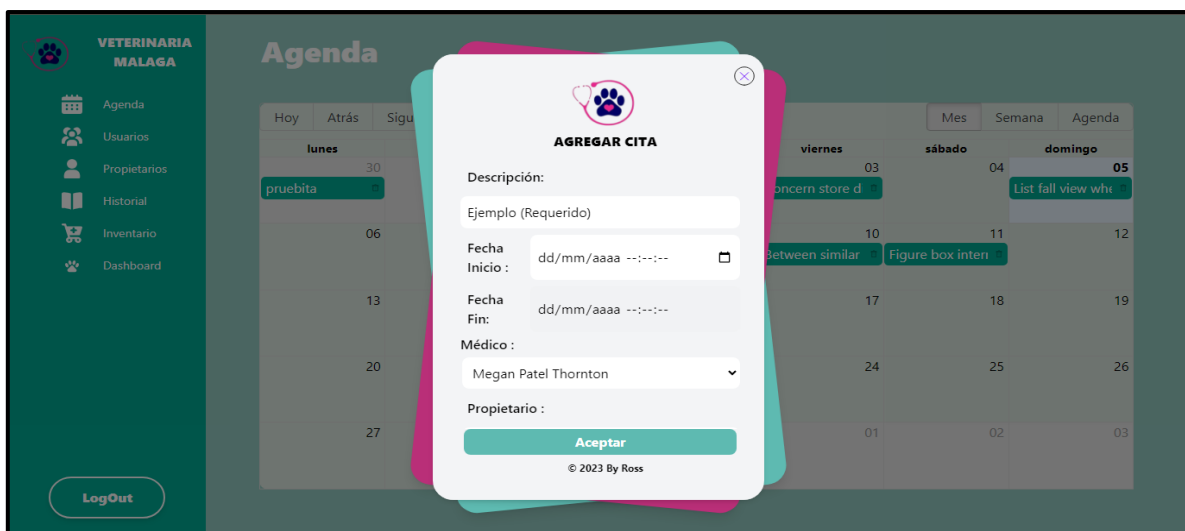 VETERINARIA
MALAGA
Agenda
Usuarios
Propietarios
Historial
Inventario
Dashboard
LogOut
Agenda
Hoy Atrás Sigu
Mes Semana Agenda
lunes viernes sábado domingo
30 03 04 05
pruebita oncern store d List fall view whe
06 10 11 12
Between similar Figure box intern
13 17 18 19
20 24 25 26
27 01 02 03
AGREGAR CITA
Descripción:
Ejemplo (Requerido)
Fecha
Inicio :
dd/mm/aaaa --:--:--
Fecha
Fin:
dd/mm/aaaa --:--:--
Médico :
Megan Patel Thornton
Propietario :
Aceptar
© 2023 By Ross